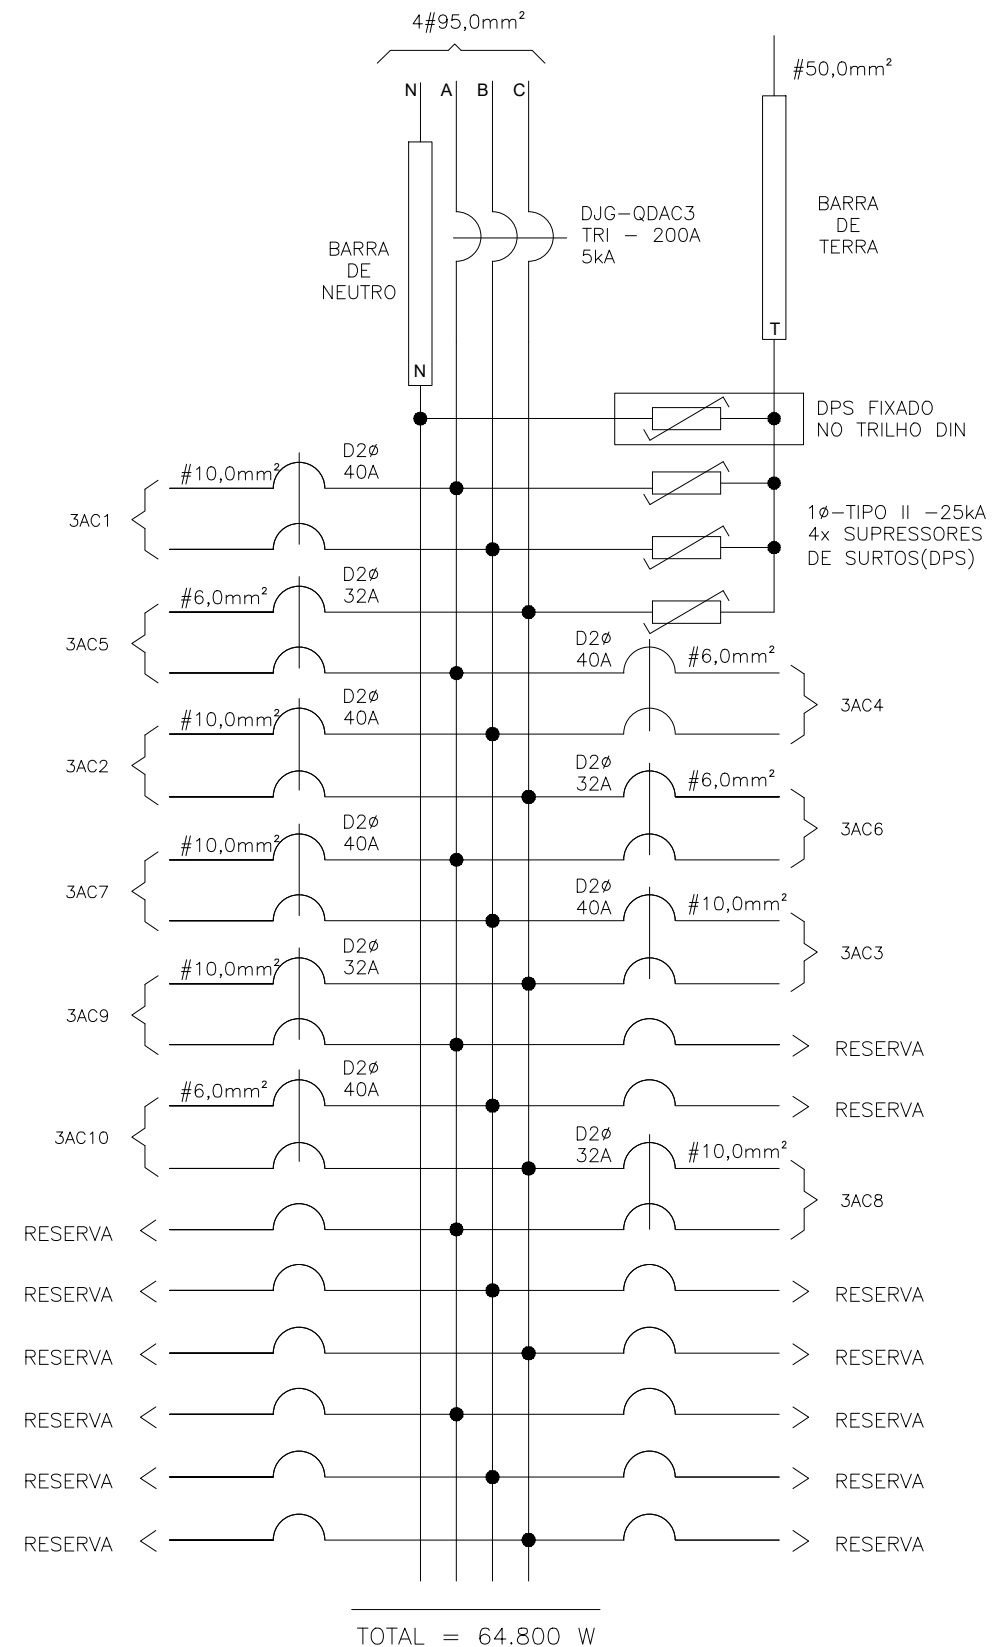 4#95,0mm²
#50,0mm²
N A B C
DJG-QDAC3
TRI - 200A
5kA
BARRA
DE
NEUTRO
N
BARRA
DE
TERRA
T
DPS FIXADO
NO TRILHO DIN
1ø-TIPO II -25kA
4x SUPRESSORES
DE SURTOS(DPS)
3AC1
#10,0mm²
D2ø
40A
3AC5
#6,0mm²
D2ø
32A
D2ø
40A
#6,0mm²
3AC4
3AC2
#10,0mm²
D2ø
40A
D2ø
32A
#6,0mm²
3AC6
3AC7
#10,0mm²
D2ø
40A
D2ø
40A
#10,0mm²
3AC3
3AC9
#10,0mm²
D2ø
32A
RESERVA
3AC10
#6,0mm²
D2ø
40A
RESERVA
D2ø
32A
#10,0mm²
3AC8
RESERVA
RESERVA
RESERVA
RESERVA
RESERVA
RESERVA
RESERVA
RESERVA
RESERVA
RESERVA
RESERVA
TOTAL = 64.800 W